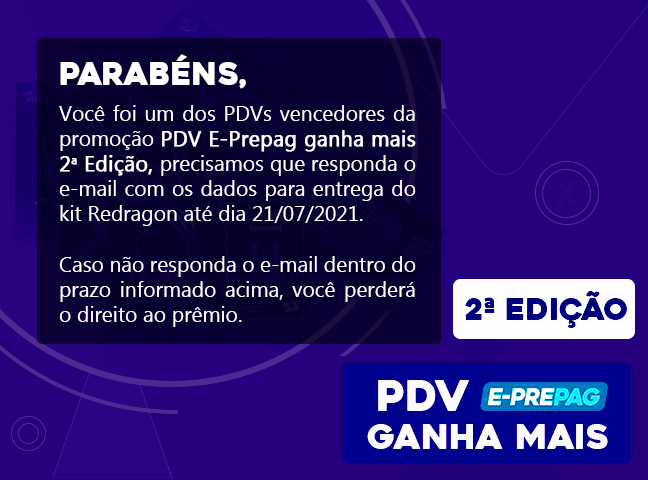 PARABÉNS,
Você foi um dos PDVs vencedores da
promoção PDV E-Prepag ganha mais
2ª Edição, precisamos que responda o
e-mail com os dados para entrega do
kit Redragon até dia 21/07/2021.
Caso não responda o e-mail dentro do
prazo informado acima, você perderá
o direito ao prêmio.
2ª EDIÇÃO
PDV E-PREPAG
GANHA MAIS